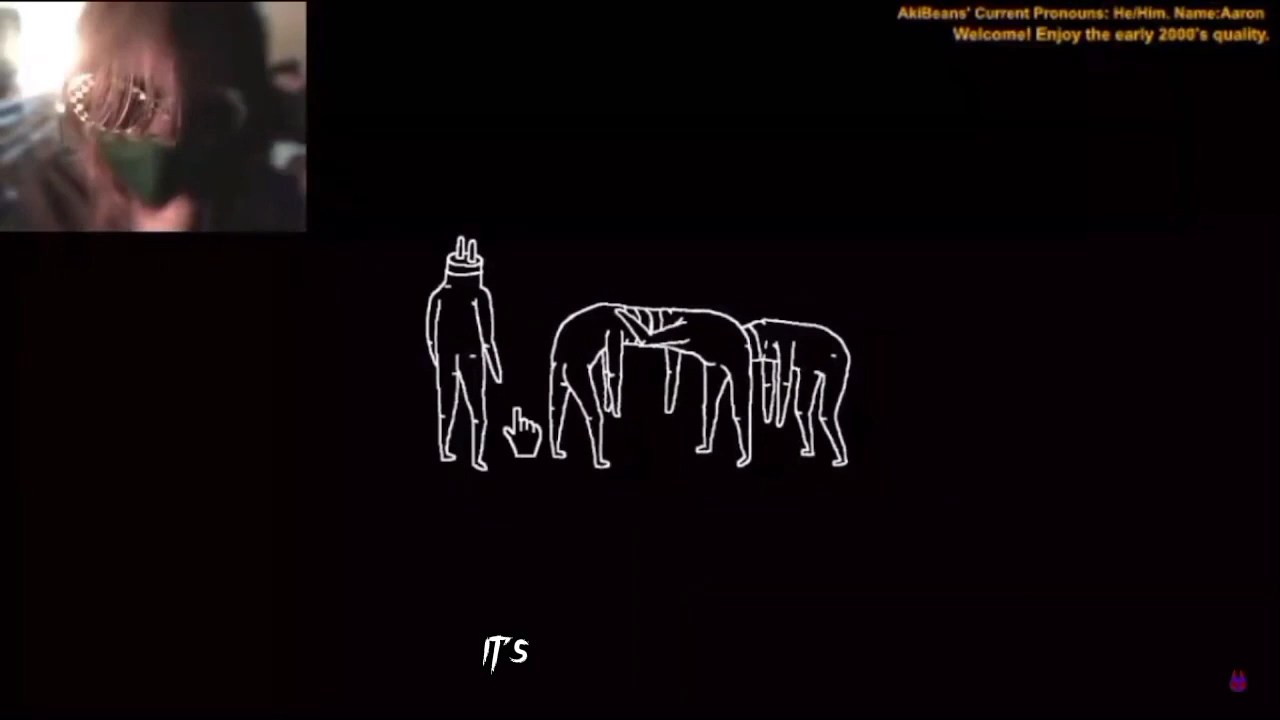 AkiBeans' Current Pronouns: He/Him. Name:Aaron
Welcome! Enjoy the early 2000's quality.
IT'S